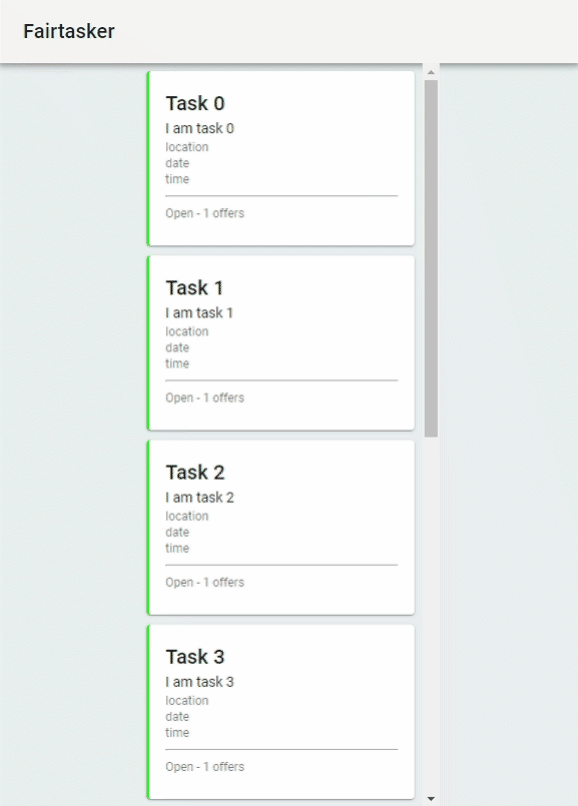 Fairtasker
Task 0
I am task 0
location
date
time
Open - 1 offers
Task 1
I am task 1
location
date
time
Open - 1 offers
Task 2
I am task 2
location
date
time
Open - 1 offers
Task 3
I am task 3
location
date
time
Open - 1 offers